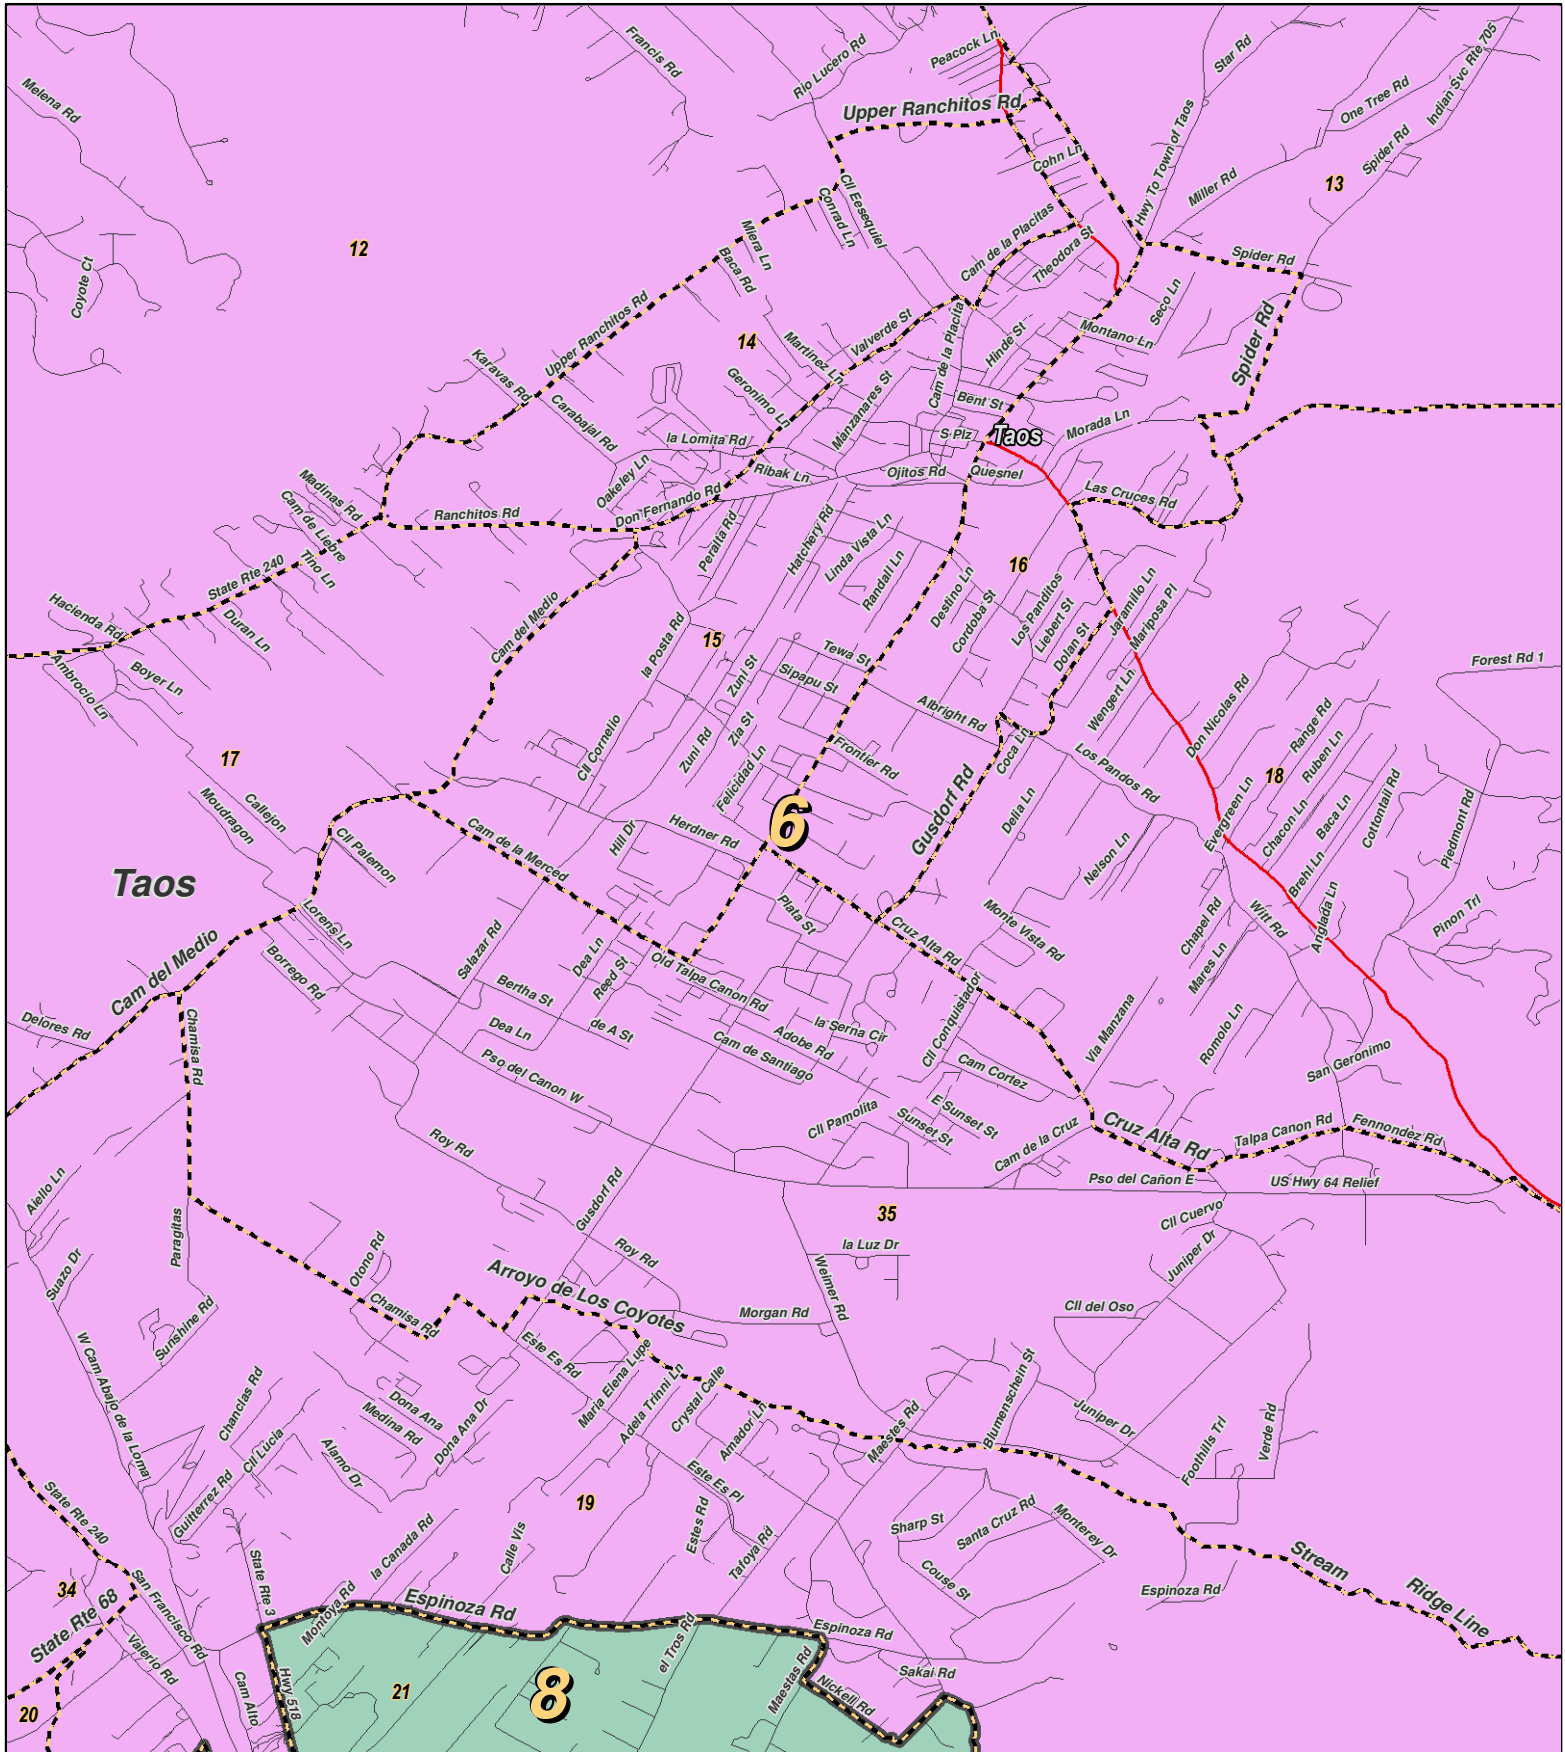 Peacock Ln
Francis Rd
Rio Lucero Rd
Star Rd
Indian Svc Rte 705
Melena Rd
One Tree Rd
Upper Ranchitos Rd
Hwy To Town of Taos
Spider Rd
Cohn Ln
Miller Rd
13
Cll Eesequiel
Conrad Ln
Cam de la Placitas
Theodora St
Miera Ln
12
Spider Rd
Baca Rd
Coyote Ct
Seco Ln
Upper Ranchitos Rd
Valverde St
Hinde St
Montano Ln
Spider Rd
14
Martinez Ln
Cam de la Placita
Karavas Rd
Geronimo Ln
Manzanares St
Bent St
Carabajal Rd
Morada Ln
la Lomita Rd
S Plz
Taos
Oakeley Ln
Ribak Ln
Ojitos Rd
Quesnel
Madinas Rd
Las Cruces Rd
Cam de Liebre
Ranchitos Rd
Don Fernando Rd
Peralta Rd
Hatchery Rd
Linda Vista Ln
Randall Ln
State Rte 240
Tino Ln
16
Destino Ln
Cordoba St
Los Panditos
Liebert St
Dolan St
Jaramillo Ln
Mariposa Pl
Hacienda Rd
Duran Ln
Cam del Medio
15
la Posta Rd
Tewa St
Boyer Ln
Ambrocio Ln
Zuni St
Sipapu St
Forest Rd 1
Wengert Ln
Albright Rd
Don Nicolas Rd
Range Rd
Zia St
Cll Cornelio
Zuni Rd
Frontier Rd
Coca Ln
Los Pandos Rd
Ruben Ln
17
18
Felicidad Ln
Gusdorf Rd
Delia Ln
Evergreen Ln
Chacon Ln
Baca Ln
Cottontail Rd
Piedmont Rd
Callejon
Moudragon
6
Cll Palemon
Cam de la Merced
Hill Dr
Herdner Rd
Nelson Ln
Brehl Ln
Taos
Plata St
Lorens Ln
Salazar Rd
Cruz Alta Rd
Monte Vista Rd
Chapel Rd
Witt Rd
Anglada Ln
Pinon Trl
Cam del Medio
Borrego Rd
Dea Ln
Reed St
Old Talpa Canon Rd
Mares Ln
Bertha St
Delores Rd
Chamisa Rd
Dea Ln
de A St
Adobe Rd
la Serna Cir
Cll Conquistador
Via Manzana
Romolo Ln
Cam de Santiago
San Geronimo
Pso del Canon W
Cam Cortez
Cll Pamolita
Sunset St
E Sunset St
Roy Rd
Cam de la Cruz
Cruz Alta Rd
Talpa Canon Rd
Fennondez Rd
Aiello Ln
Gusdorf Rd
Pso del Cañon E
US Hwy 64 Relief
Paragitas
35
Cll Cuervo
Suazo Dr
Otono Rd
Roy Rd
la Luz Dr
Juniper Dr
Arroyo de Los Coyotes
Weimer Rd
Sunshine Rd
Chamisa Rd
Morgan Rd
Cll del Oso
Este Es Rd
W Cam Abajo de la Loma
Maria Elena Lupe
Adela Trinni Ln
Crystal Calle
Amador Ln
Blumenschein St
Chanclas Rd
Dona Ana
Medina Rd
Dona Ana Dr
Maestes Rd
Juniper Dr
Verde Rd
Foothills Trl
Cll Lucia
Alamo Dr
Este Es Pl
Guitterrez Rd
State Rte 240
19
la Canada Rd
Calle Vis
Estes Rd
Tafoya Rd
Sharp St
Santa Cruz Rd
Monterey Dr
Stream
Ridge Line
State Rte 3
34
San Francisco Rd
Couse St
Espinoza Rd
State Rte 68
Montoya Rd
Espinoza Rd
Espinoza Rd
Valerio Rd
el Tros Rd
Sakai Rd
Cam Alto
Hwy 518
21
8
Maestas Rd
Nickell Rd
20